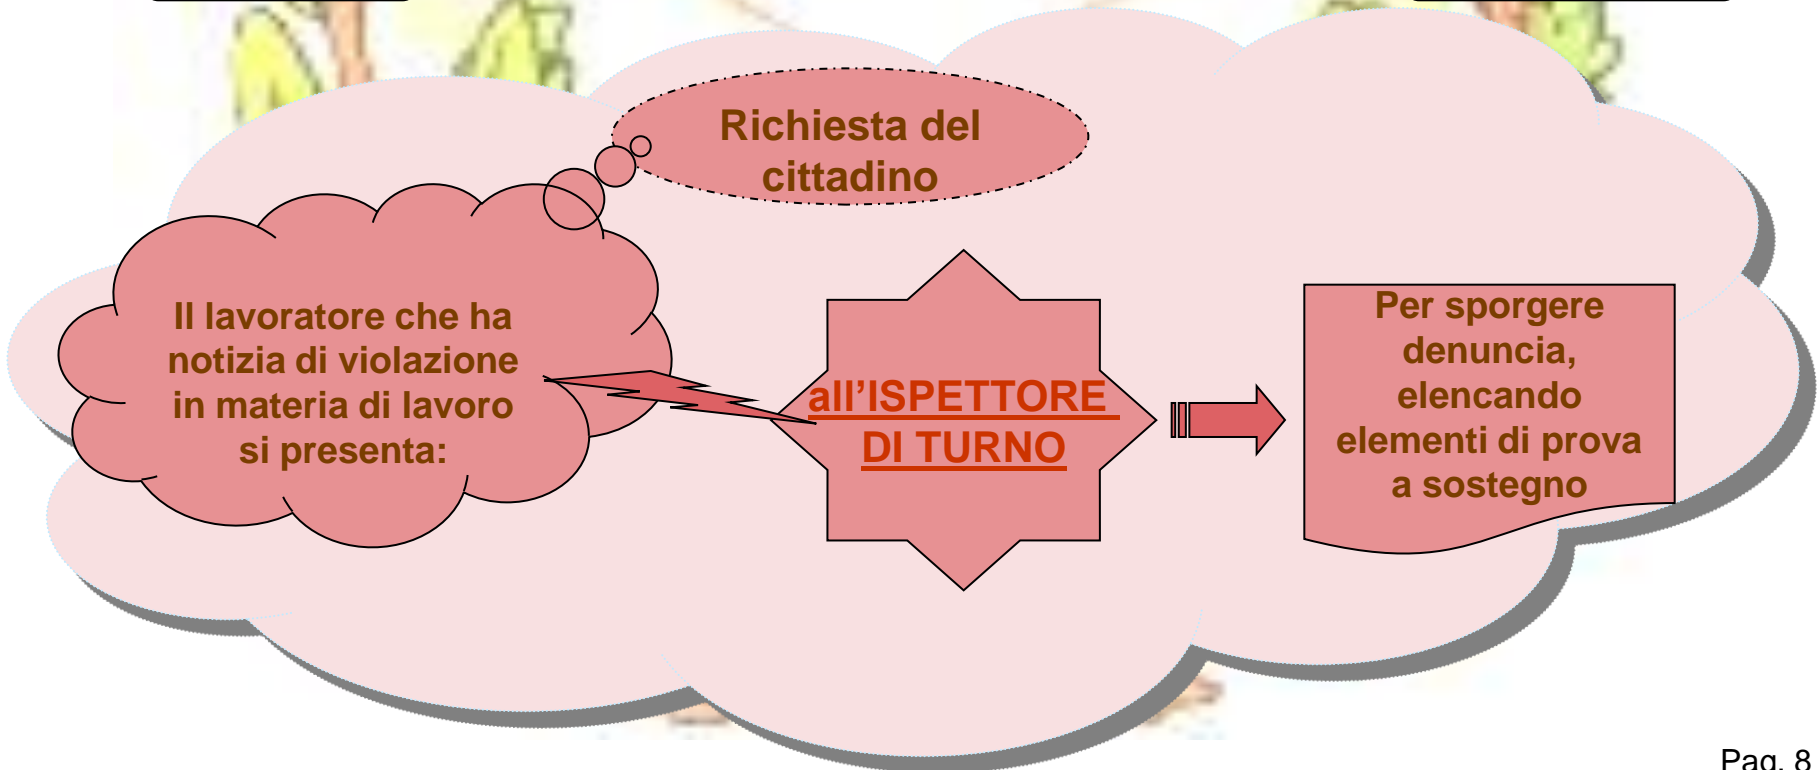 Richiesta del
cittadino
Il lavoratore che ha
notizia di violazione
in materia di lavoro
si presenta:
all'ISPETTORE
DI TURNO
Per sporgere
denuncia,
elencando
elementi di prova
a sostegno
Pag. 8